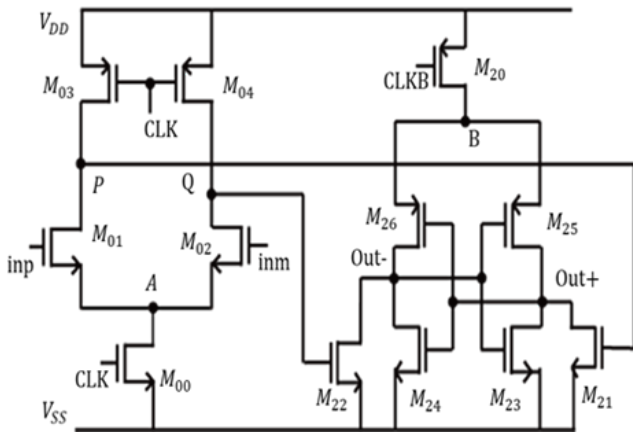 V_DD
M_03
M_04
CLK
CLKB
M_20
B
P
Q
M_01
M_02
inp
inm
A
M_26
M_25
Out-
Out+
CLK
M_00
M_22
M_24
M_23
M_21
V_SS